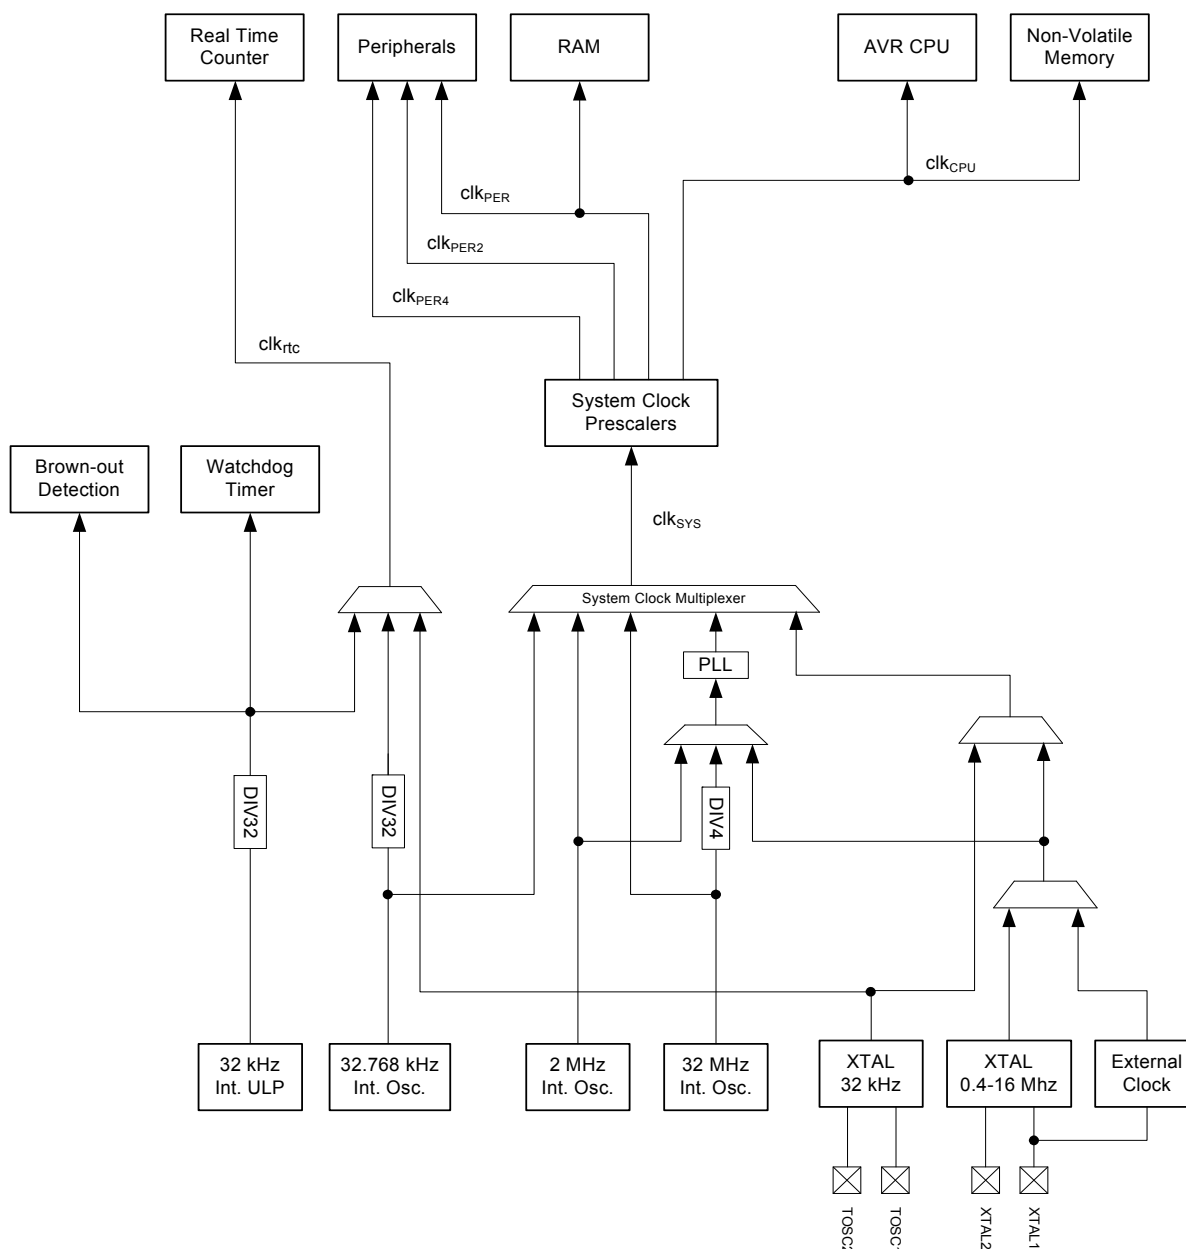 Real Time
Counter
Peripherals
RAM
AVR CPU
Non-Volatile
Memory
clkCPU
clkPER
clkPER2
clkPER4
clkrtc
System Clock
Prescalers
Brown-out
Detection
Watchdog
Timer
clkSYS
System Clock Multiplexer
PLL
DIV32
DIV32
DIV4
32 kHz
Int. ULP
32.768 kHz
Int. Osc.
2 MHz
Int. Osc.
32 MHz
Int. Osc.
XTAL
32 kHz
XTAL
0.4-16 Mhz
External
Clock
TOSC2
TOSC1
XTAL2
XTAL1